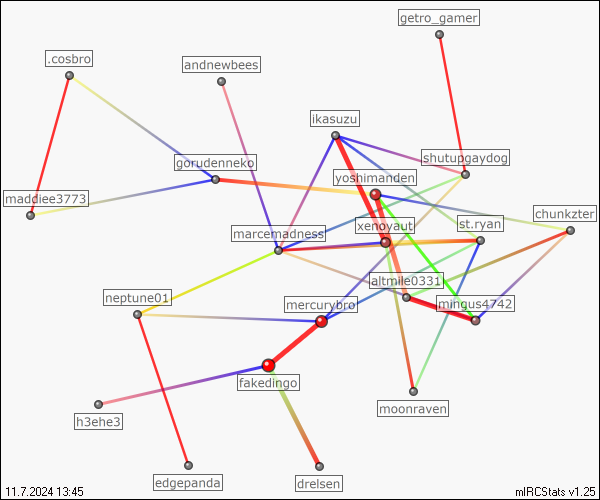 getro_gamer
.cosbro
andnewbees
ikasuzu
shutupgaydog
gorudenneko
yoshimanden
maddiee3773
chunkzter
st.ryan
xenoyaut
marcemadness
altmile0331
neptune01
mercurybro
mingus4742
fakedingo
moonraven
h3ehe3
edgepanda
drelsen
11.7.2024 13:45
mIRCStats v1.25